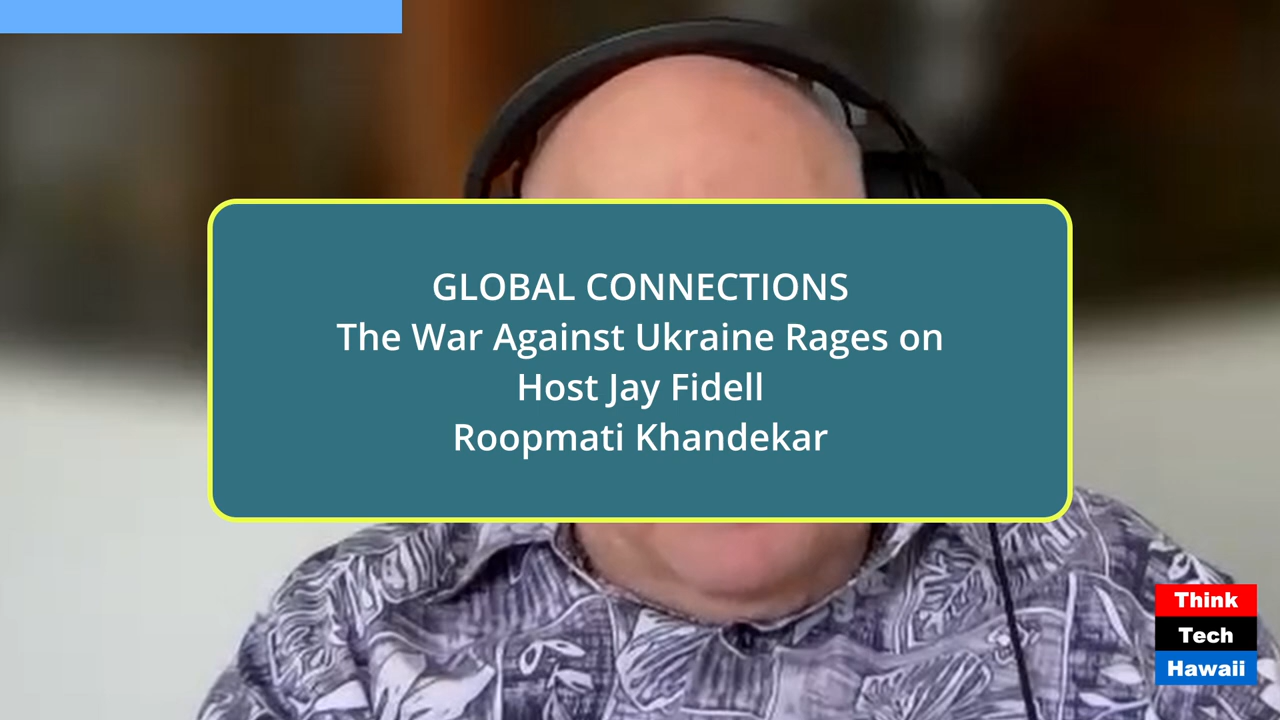 GLOBAL CONNECTIONS
The War Against Ukraine Rages on
Host Jay Fidell
Roopmati Khandekar
Think
Tech
Hawaii